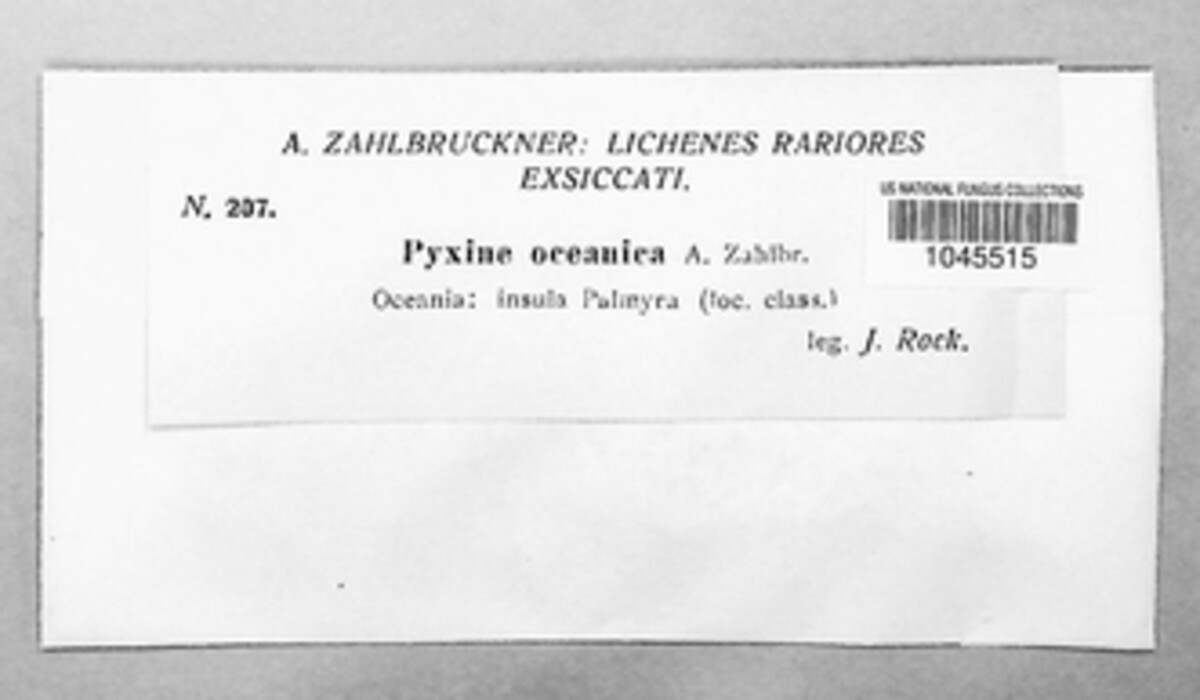 A. ZAHLBRUCKNER: LICHENES RARIORES
EXSICCATI.
N. 207.
US NATIONAL FUNGUS COLLECTIONS
1045515
Pyxine oceanica A. Zahlbr.
Oceania: insula Palmyra (loc. class.)
leg. J. Rock.